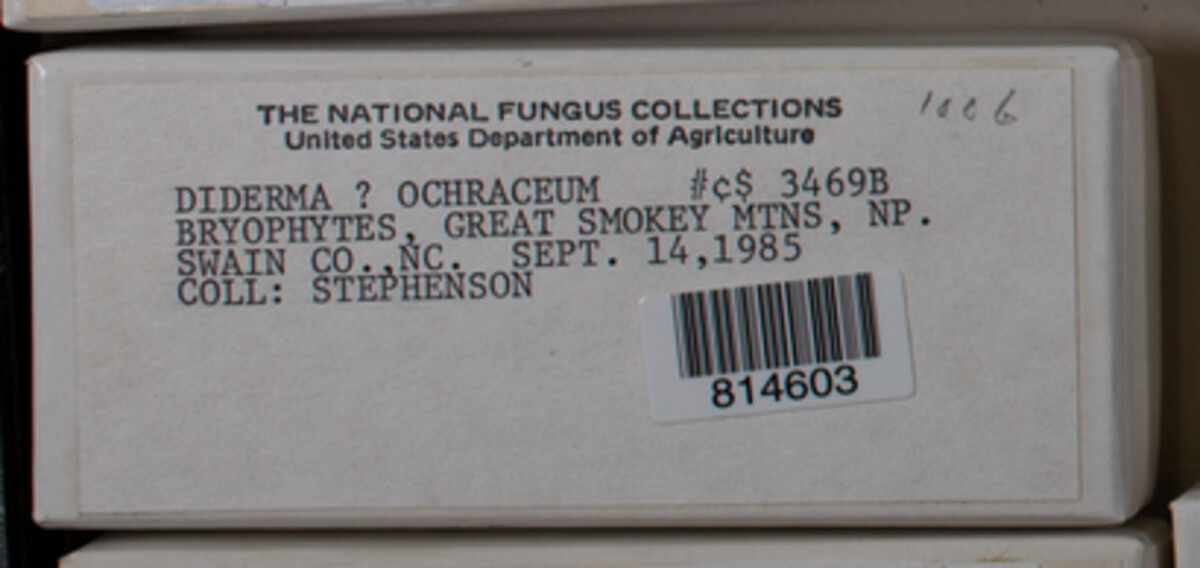 THE NATIONAL FUNGUS COLLECTIONS
1006
United States Department of Agriculture
DIDERMA ? OCHRACEUM #¢$ 3469B
BRYOPHYTES, GREAT SMOKEY MTNS, NP.
SWAIN CO.,NC. SEPT. 14,1985
COLL: STEPHENSON
814603